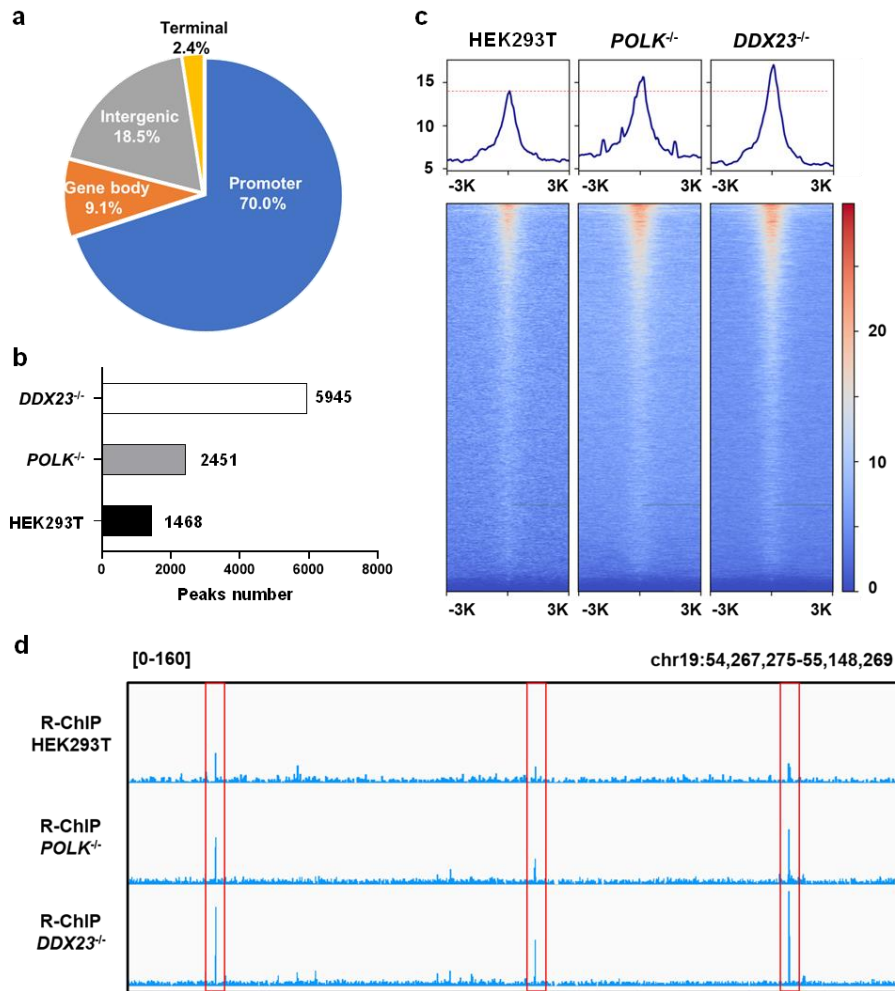 a
Terminal
2.4%
Intergenic
18.5%
Gene body
9.1%
Promoter
70.0%
b
DDX23-/-
5945
POLK-/-
2451
HEK293T
1468
0 2000 4000 6000 8000
Peaks number
c
HEK293T POLK-/- DDX23-/-
15
10
5
-3K 3K -3K 3K -3K 3K
20
10
0
-3K 3K -3K 3K -3K 3K
d
[0-160] chr19:54,267,275-55,148,269
R-ChIP
HEK293T
R-ChIP
POLK-/-
R-ChIP
DDX23-/-